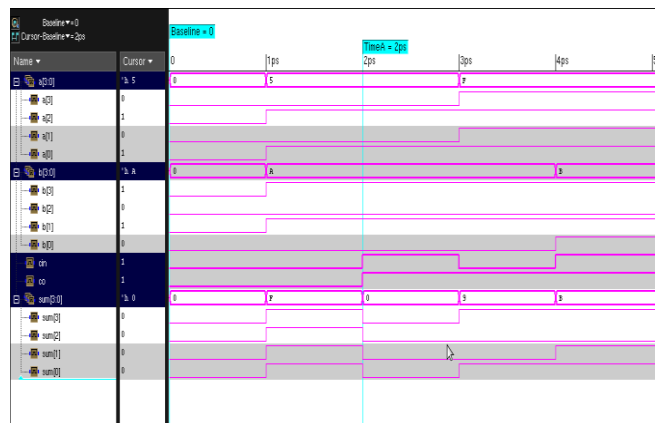 Baseline▼=0
Cursor-Baseline▼=2ps
Baseline = 0
TimeA = 2ps
Name ▼ Cursor ▼ 0 1ps 2ps 3ps 4ps 5
a[3:0] 'h 5 0 5 F
a[3] 0
a[2] 1
a[1] 0
a[0] 1
b[3:0] 'h A 0 A B
b[3] 1
b[2] 0
b[1] 1
b[0] 0
cin 1
co 1
sum[3:0] 'h 0 0 F 0 9 B
sum[3] 0
sum[2] 0
sum[1] 0
sum[0] 0